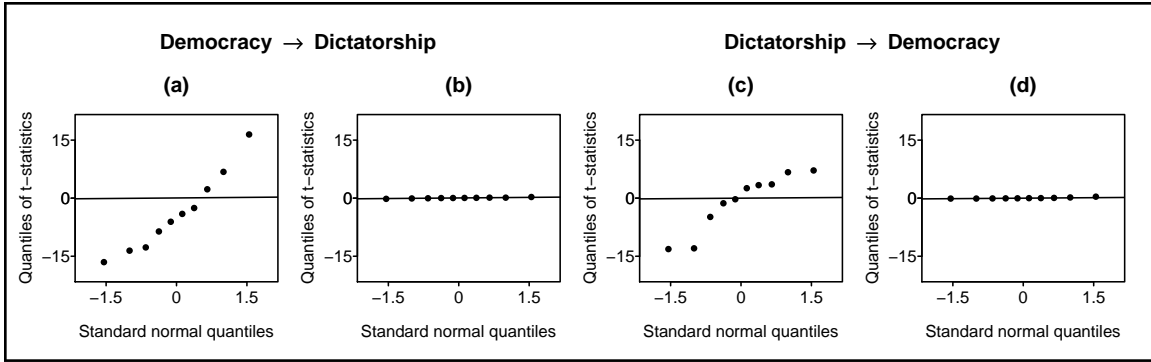 Democracy → Dictatorship
Dictatorship → Democracy
(a)
(b)
(c)
(d)
Quantiles of t−statistics
15
0
−15
−1.5 0 1.5
Standard normal quantiles
Quantiles of t−statistics
15
0
−15
−1.5 0 1.5
Standard normal quantiles
Quantiles of t−statistics
15
0
−15
−1.5 0 1.5
Standard normal quantiles
Quantiles of t−statistics
15
0
−15
−1.5 0 1.5
Standard normal quantiles